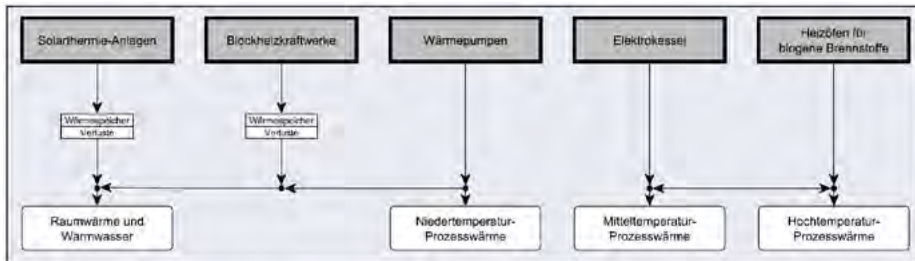 Solarthermie-Anlagen
Blockheizkraftwerke
Wärmepumpen
Elektrokessel
Heizöfen für
biogene Brennstoffe
Wärmespeicher
Verluste
Wärmespeicher
Verluste
Raumwärme und
Warmwasser
Niedertemperatur-
Prozesswärme
Mitteltemperatur-
Prozesswärme
Hochtemperatur-
Prozesswärme